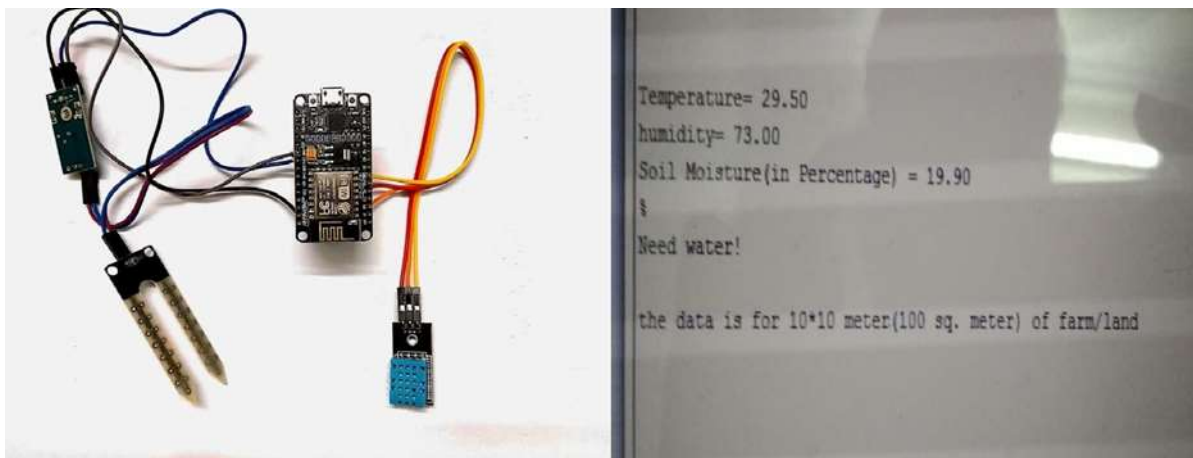 Temperature= 29.50
humidity= 73.00
Soil Moisture(in Percentage) = 19.90
%
Need water!
the data is for 10*10 meter(100 sq. meter) of farm/land